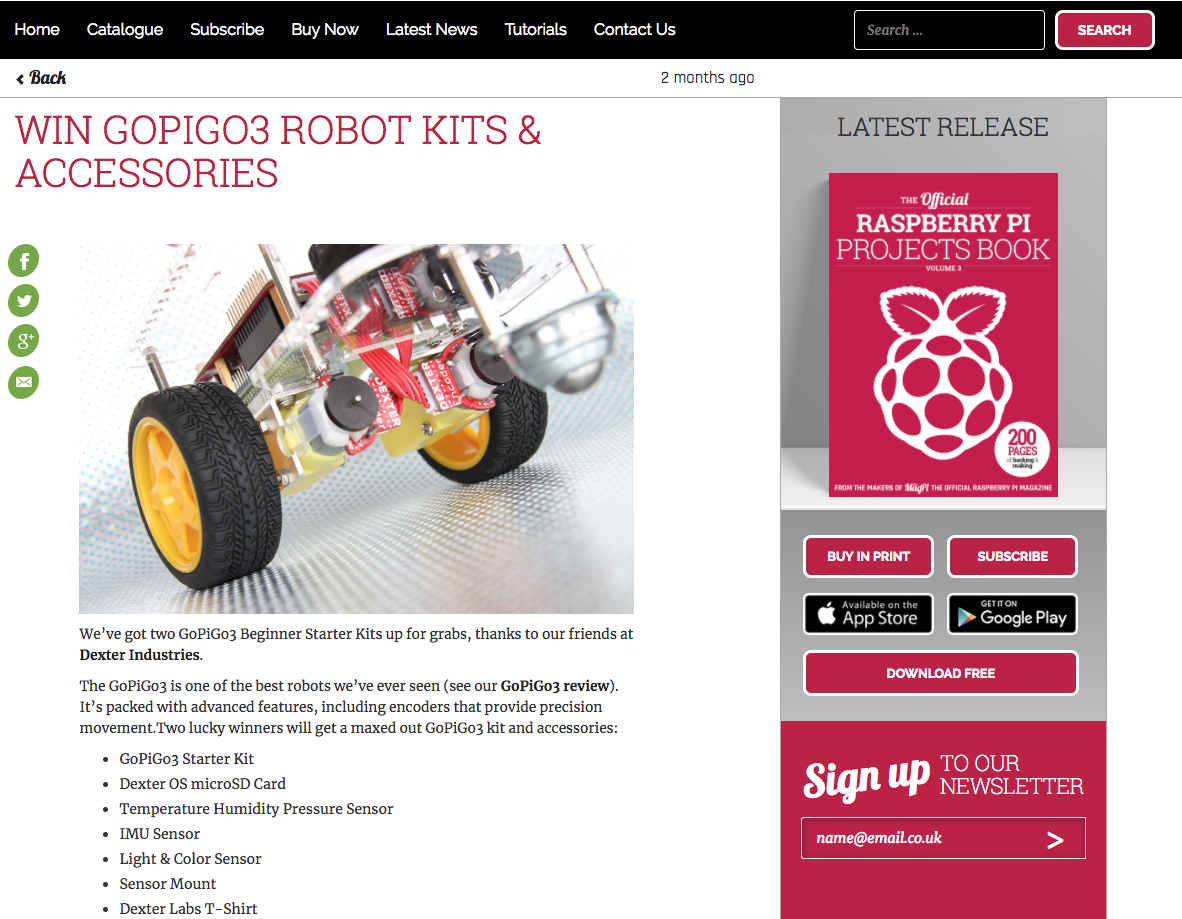 Home Catalogue Subscribe Buy Now Latest News Tutorials Contact Us Search ... SEARCH
Back
2 months ago
WIN GOPIGO3 ROBOT KITS &
ACCESSORIES
DEXTER
DEXTER
Encoder
We've got two GoPiGo3 Beginner Starter Kits up for grabs, thanks to our friends at
Dexter Industries.
The GoPiGo3 is one of the best robots we've ever seen (see our GoPiGo3 review).
It's packed with advanced features, including encoders that provide precision
movement.Two lucky winners will get a maxed out GoPiGo3 kit and accessories:
• GoPiGo3 Starter Kit
• Dexter OS microSD Card
• Temperature Humidity Pressure Sensor
• IMU Sensor
• Light & Color Sensor
• Sensor Mount
• Dexter Labs T-Shirt
LATEST RELEASE
THE Official
RASPBERRY PI
PROJECTS BOOK
VOLUME 3
200
PAGES
of hacking &
making
FROM THE MAKERS OF MagPi THE OFFICIAL RASPBERRY PI MAGAZINE
BUY IN PRINT
SUBSCRIBE
Available on the
App Store
GET IT ON
Google Play
DOWNLOAD FREE
Sign up TO OUR
NEWSLETTER
name@email.co.uk